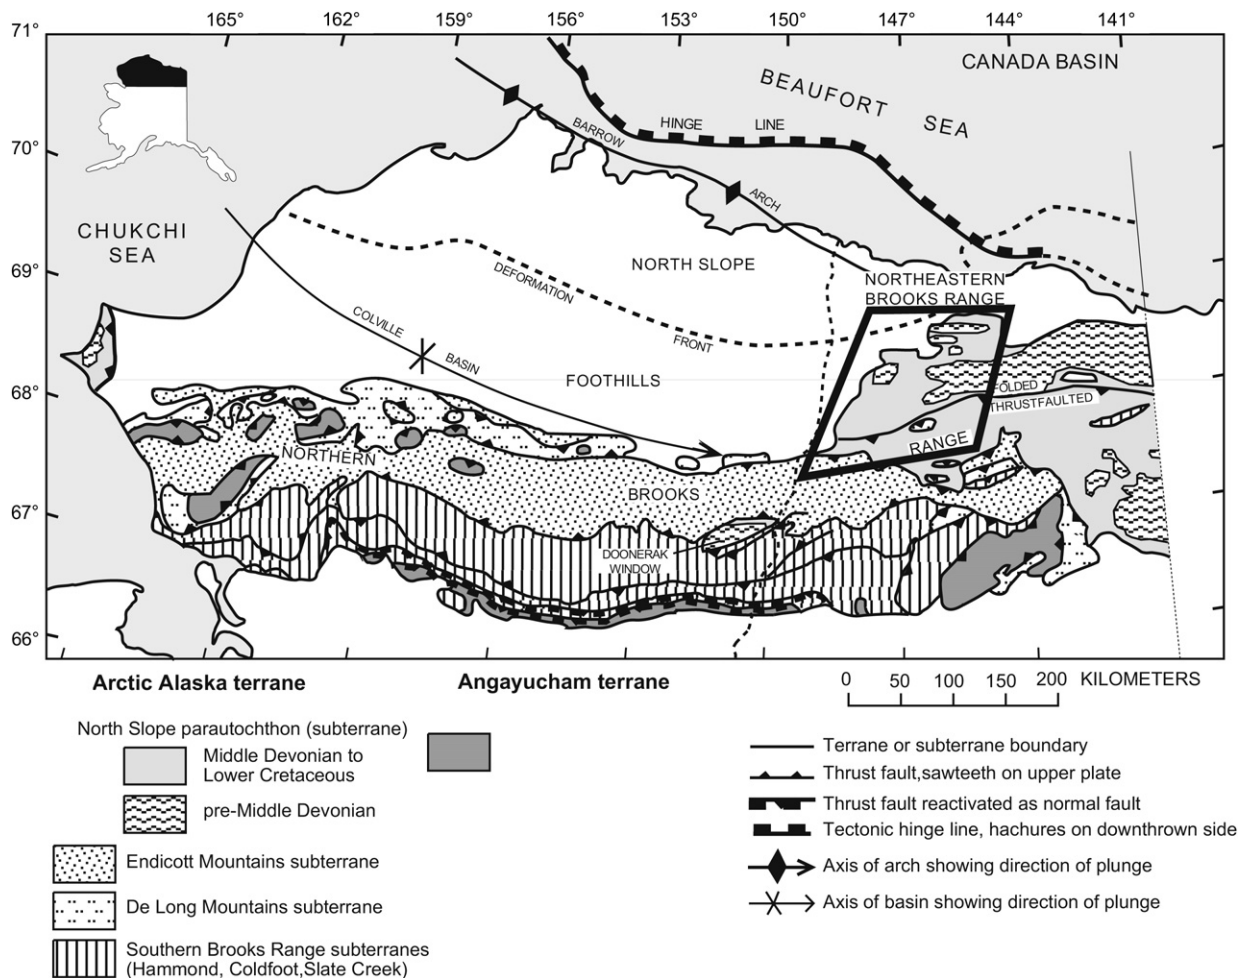 165° 162° 159° 156° 153° 150° 147° 144° 141°
71°
70°
69°
68°
67°
66°
CANADA BASIN
BEAUFORT SEA
HINGE LINE
BARROW
ARCH
CHUKCHI
SEA
NORTH SLOPE
NORTHEASTERN
BROOKS RANGE
DEFORMATION
FRONT
COLVILLE
BASIN
FOOTHILLS
FOLDED
THRUSTFAULTED
RANGE
NORTHERN
BROOKS
DOONERAK
WINDOW
Arctic Alaska terrane
Angayucham terrane
0 50 100 150 200 KILOMETERS
North Slope parautochthon (subterrane)
Middle Devonian to
Lower Cretaceous
pre-Middle Devonian
Endicott Mountains subterrane
De Long Mountains subterrane
Southern Brooks Range subterranes
(Hammond, Coldfoot,Slate Creek)
Terrane or subterrane boundary
Thrust fault,sawteeth on upper plate
Thrust fault reactivated as normal fault
Tectonic hinge line, hachures on downthrown side
Axis of arch showing direction of plunge
Axis of basin showing direction of plunge